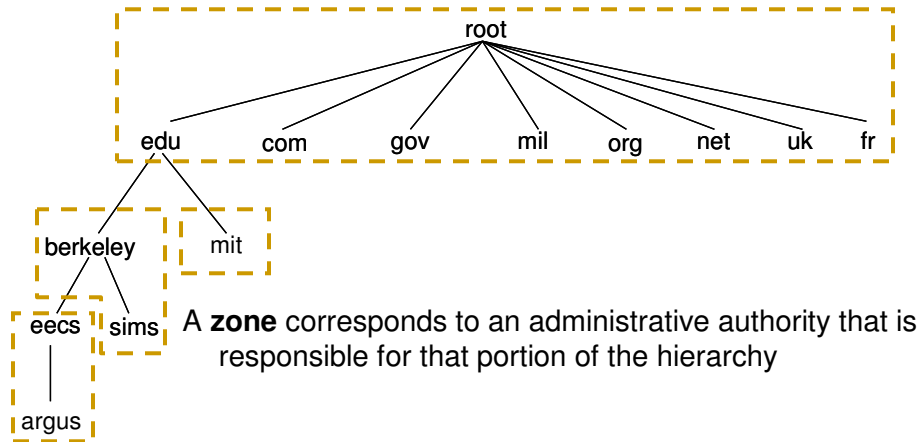 root
edu com gov mil org net uk fr
berkeley mit
eecs sims
A zone corresponds to an administrative authority that is
responsible for that portion of the hierarchy
argus